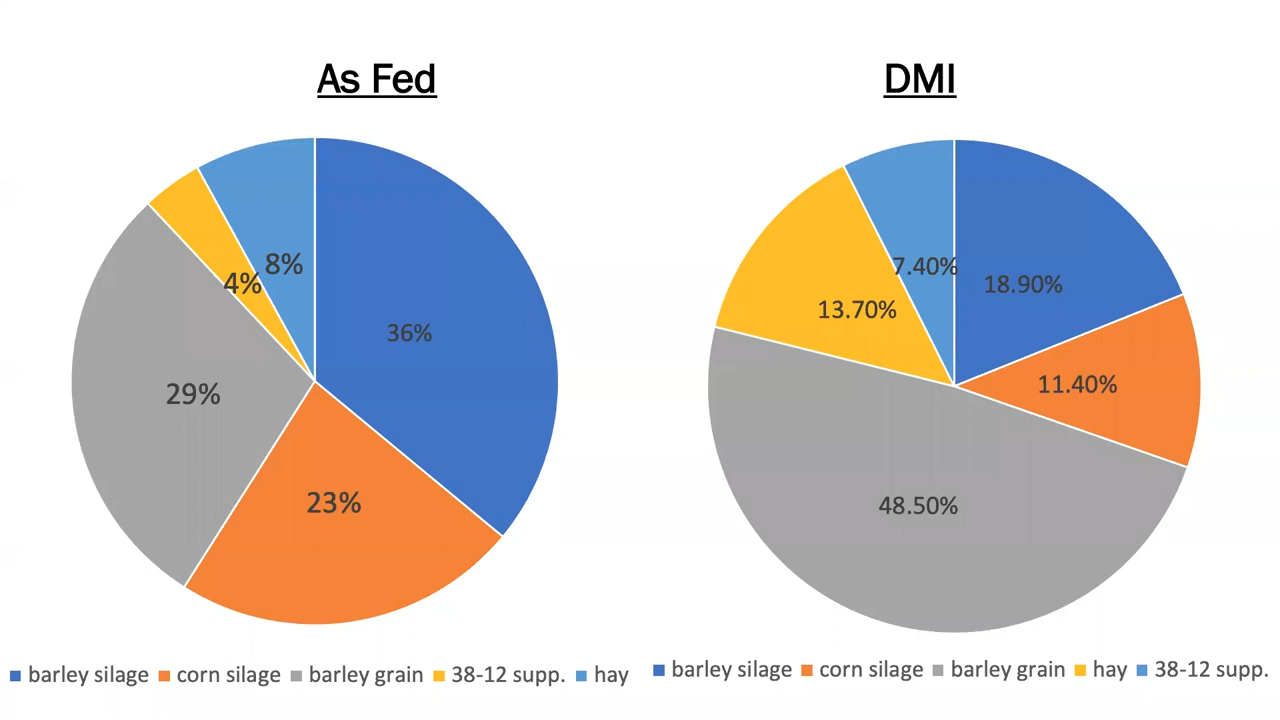 As Fed
36%
23%
29%
4%
8%
barley silage corn silage barley grain 38-12 supp. hay
DMI
18.90%
11.40%
48.50%
13.70%
7.40%
barley silage corn silage barley grain hay 38-12 supp.